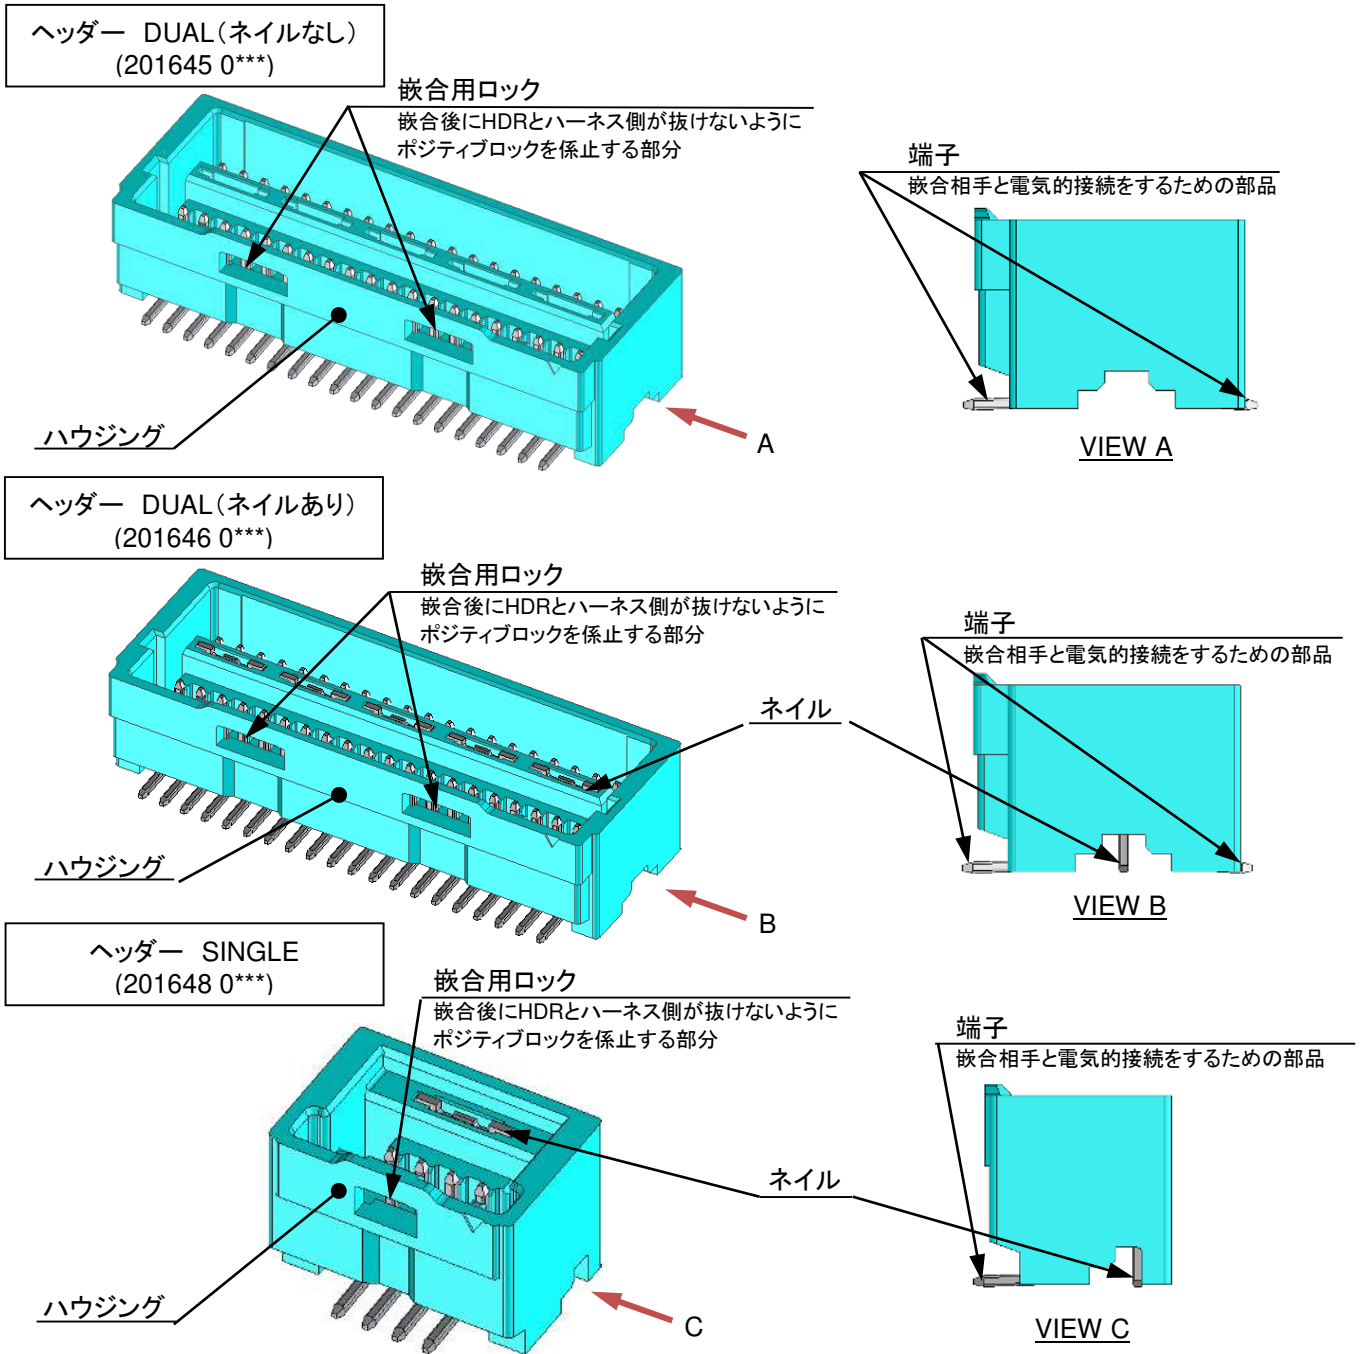 ヘッダー DUAL（ネイルなし）
(201645 0***)
嵌合用ロック
嵌合後にHDRとハーネス側が抜けないように
ポジティブロックを係止する部分
端子
嵌合相手と電気的接続をするための部品
ハウジング
A
VIEW A
ヘッダー DUAL（ネイルあり）
(201646 0***)
嵌合用ロック
嵌合後にHDRとハーネス側が抜けないように
ポジティブロックを係止する部分
端子
嵌合相手と電気的接続をするための部品
ネイル
ハウジング
B
VIEW B
ヘッダー SINGLE
(201648 0***)
嵌合用ロック
嵌合後にHDRとハーネス側が抜けないように
ポジティブロックを係止する部分
端子
嵌合相手と電気的接続をするための部品
ネイル
ハウジング
C
VIEW C